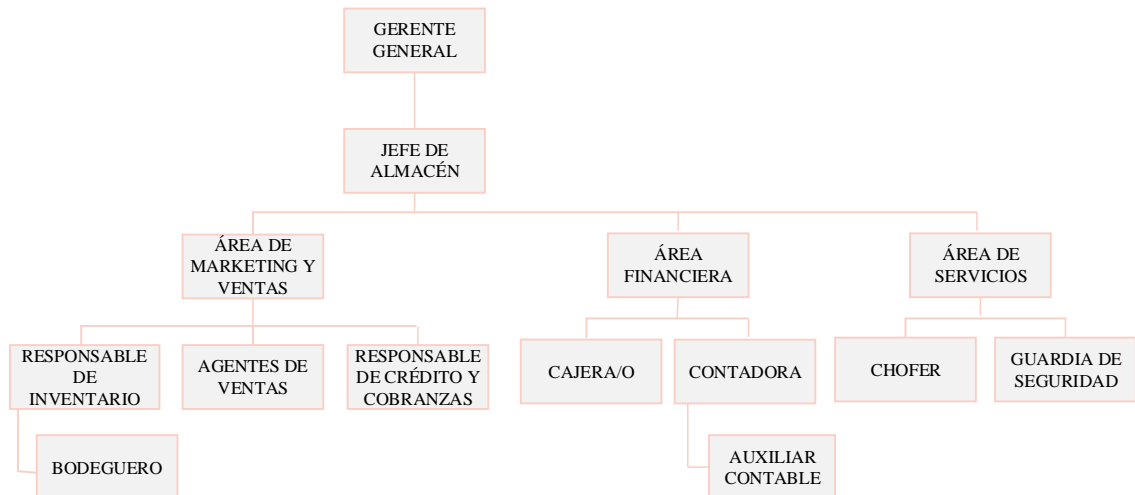 GERENTE
GENERAL
JEFE DE
ALMACÉN
ÁREA DE
MARKETING Y
VENTAS
ÁREA
FINANCIERA
ÁREA DE
SERVICIOS
RESPONSABLE
DE
INVENTARIO
AGENTES DE
VENTAS
RESPONSABLE
DE CRÉDITO Y
COBRANZAS
CAJERA/O
CONTADORA
CHOFER
GUARDIA DE
SEGURIDAD
BODEGUERO
AUXILIAR
CONTABLE